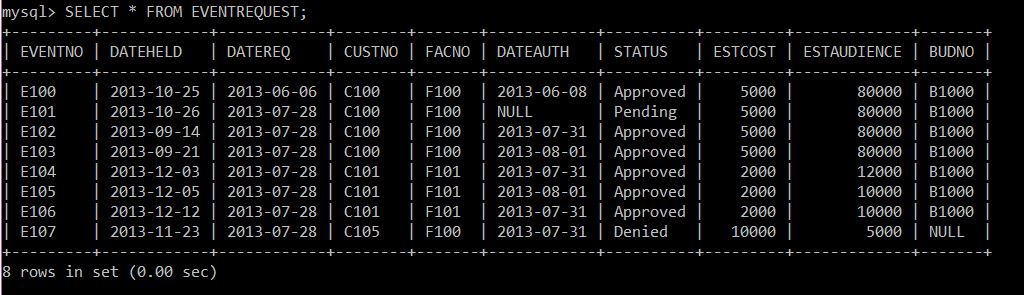 mysql> SELECT * FROM EVENTREQUEST;
+---------+------------+------------+--------+-------+------------+----------+---------+-------------+-------+
| EVENTNO | DATEHELD   | DATEREQ    | CUSTNO | FACNO | DATEAUTH   | STATUS   | ESTCOST | ESTAUDIENCE | BUDNO |
+---------+------------+------------+--------+-------+------------+----------+---------+-------------+-------+
| E100    | 2013-10-25 | 2013-06-06 | C100   | F100  | 2013-06-08 | Approved |    5000 |       80000 | B1000 |
| E101    | 2013-10-26 | 2013-07-28 | C100   | F100  | NULL       | Pending  |    5000 |       80000 | B1000 |
| E102    | 2013-09-14 | 2013-07-28 | C100   | F100  | 2013-07-31 | Approved |    5000 |       80000 | B1000 |
| E103    | 2013-09-21 | 2013-07-28 | C100   | F100  | 2013-08-01 | Approved |    5000 |       80000 | B1000 |
| E104    | 2013-12-03 | 2013-07-28 | C101   | F101  | 2013-07-31 | Approved |    2000 |       12000 | B1000 |
| E105    | 2013-12-05 | 2013-07-28 | C101   | F101  | 2013-08-01 | Approved |    2000 |       10000 | B1000 |
| E106    | 2013-12-12 | 2013-07-28 | C101   | F101  | 2013-07-31 | Approved |    2000 |       10000 | B1000 |
| E107    | 2013-11-23 | 2013-07-28 | C105   | F100  | 2013-07-31 | Denied   |   10000 |        5000 | NULL  |
+---------+------------+------------+--------+-------+------------+----------+---------+-------------+-------+
8 rows in set (0.00 sec)